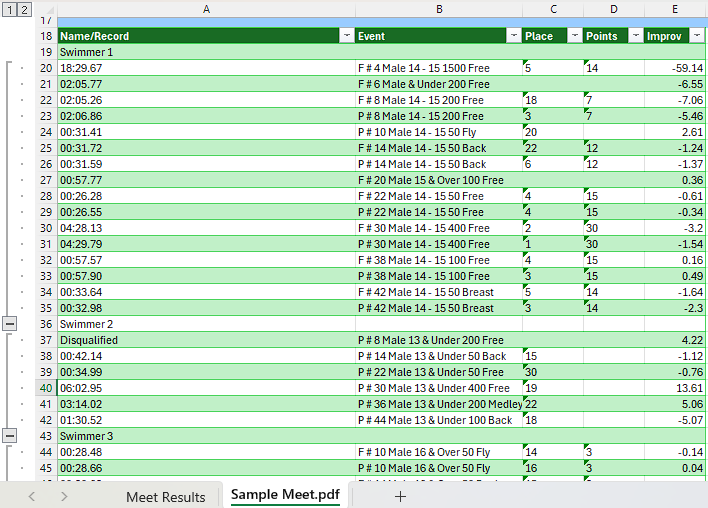 1 2 A B C D E
17
18 Name/Record Event Place Points Improv
19 Swimmer 1
20 18:29.67 F # 4 Male 14 - 15 1500 Free 5 14 -59.14
21 02:05.77 F # 6 Male & Under 200 Free -6.55
22 02:05.26 F # 8 Male 14 - 15 200 Free 18 7 -7.06
23 02:06.86 P # 8 Male 14 - 15 200 Free 3 7 -5.46
24 00:31.41 P # 10 Male 14 - 15 50 Fly 20 2.61
25 00:31.72 F # 14 Male 14 - 15 50 Back 22 12 -1.24
26 00:31.59 P # 14 Male 14 - 15 50 Back 6 12 -1.37
27 00:57.77 F # 20 Male 15 & Over 100 Free 0.36
28 00:26.28 F # 22 Male 14 - 15 50 Free 4 15 -0.61
29 00:26.55 P # 22 Male 14 - 15 50 Free 4 15 -0.34
30 04:28.13 F # 30 Male 14 - 15 400 Free 2 30 -3.2
31 04:29.79 P # 30 Male 14 - 15 400 Free 1 30 -1.54
32 00:57.57 F # 38 Male 14 - 15 100 Free 4 15 0.16
33 00:57.90 P # 38 Male 14 - 15 100 Free 3 15 0.49
34 00:33.64 F # 42 Male 14 - 15 50 Breast 5 14 -1.64
35 00:32.98 P # 42 Male 14 - 15 50 Breast 3 14 -2.3
36 Swimmer 2
37 Disqualified P # 8 Male 13 & Under 200 Free 4.22
38 00:42.14 P # 14 Male 13 & Under 50 Back 15 -1.12
39 00:34.99 P # 22 Male 13 & Under 50 Free 30 -0.76
40 06:02.95 P # 30 Male 13 & Under 400 Free 19 13.61
41 03:14.02 P # 36 Male 13 & Under 200 Medley 22 5.06
42 01:30.52 P # 44 Male 13 & Under 100 Back 18 -5.07
43 Swimmer 3
44 00:28.48 F # 10 Male 16 & Over 50 Fly 14 3 -0.14
45 00:28.66 P # 10 Male 16 & Over 50 Fly 16 3 0.04
Meet Results Sample Meet.pdf +